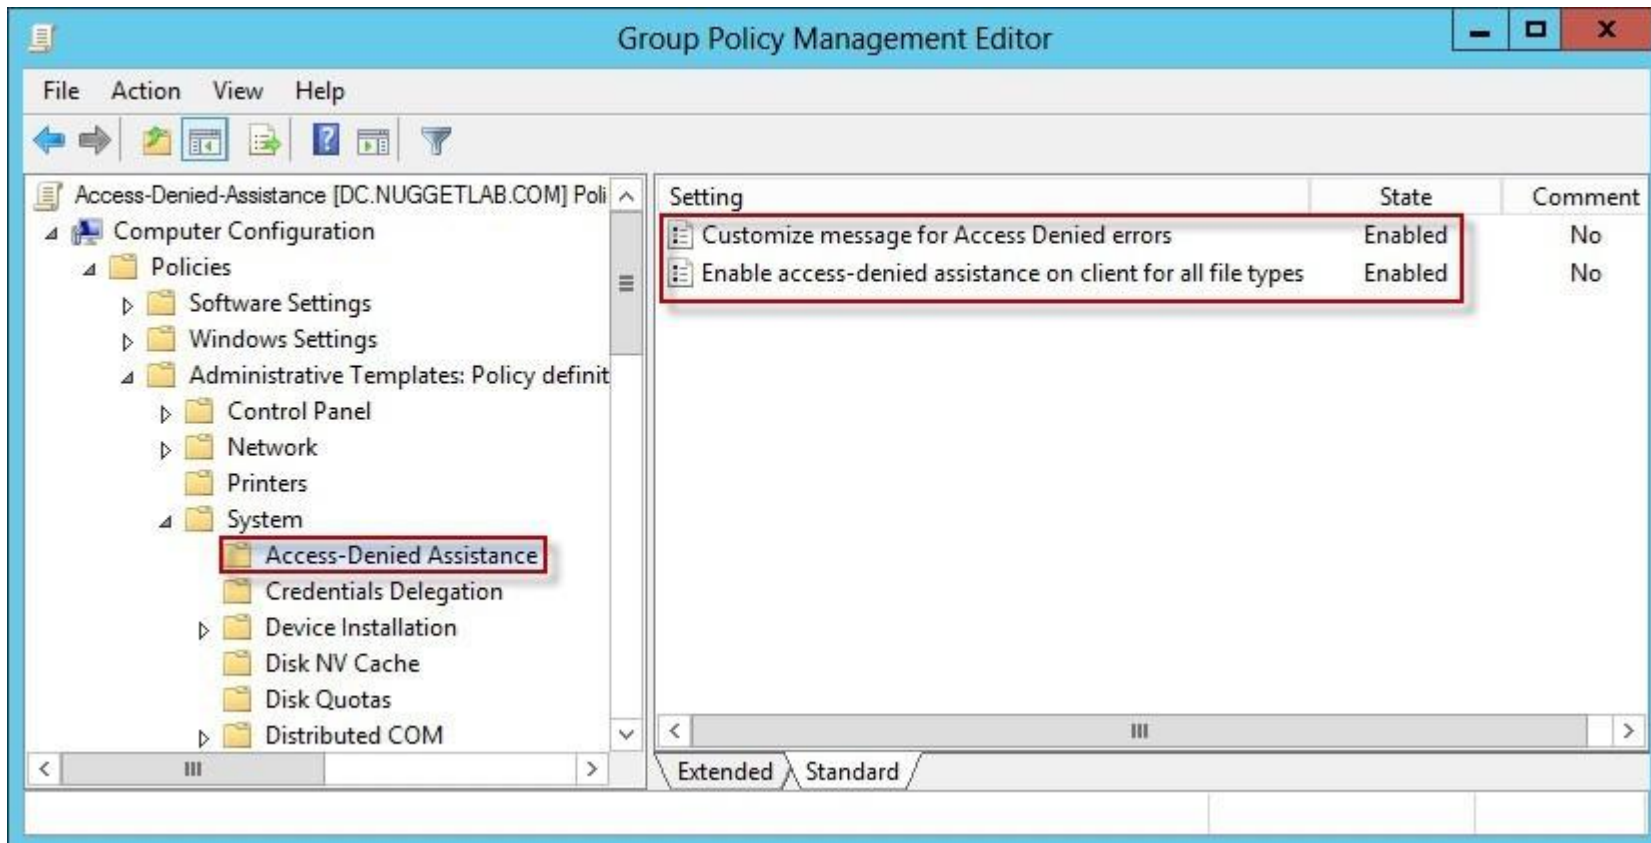 Group Policy Management Editor
File Action View Help
Access-Denied-Assistance [DC.NUGGETLAB.COM] Poli
Computer Configuration
Policies
Software Settings
Windows Settings
Administrative Templates: Policy definit
Control Panel
Network
Printers
System
Access-Denied Assistance
Credentials Delegation
Device Installation
Disk NV Cache
Disk Quotas
Distributed COM
Setting State Comment
Customize message for Access Denied errors Enabled No
Enable access-denied assistance on client for all file types Enabled No
Extended Standard